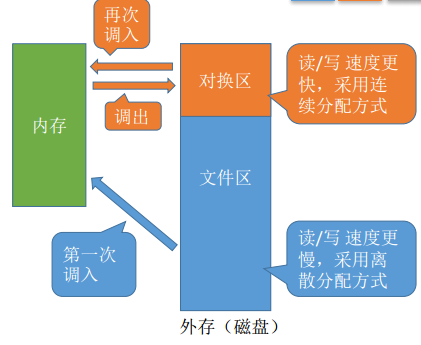 再次
调入
内存
调出
第一次
调入
对换区
文件区
外存（磁盘）
读/写 速度更
快，采用连
续分配方式
读/写 速度更
慢，采用离
散分配方式